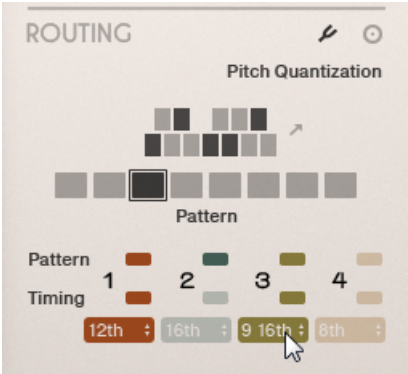 ROUTING
Pitch Quantization
Pattern
Pattern 1 2 3 4
Timing
12th 16th 9 16th 8th